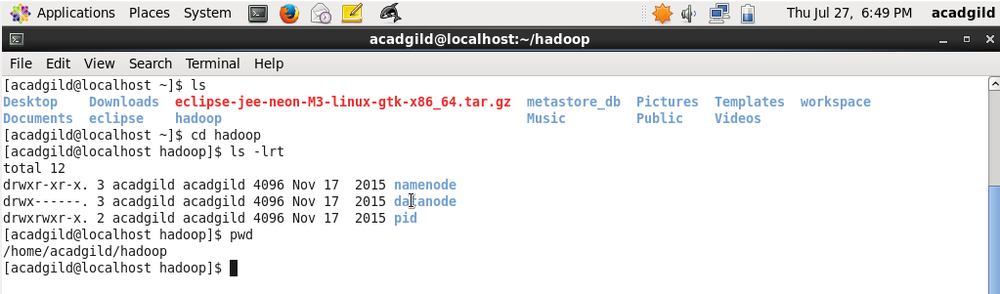 Applications Places System Thu Jul 27, 6:49 PM acadgild
acadgild@localhost:~/hadoop
File Edit View Search Terminal Help
[acadgild@localhost ~]$ ls
Desktop Downloads eclipse-jee-neon-M3-linux-gtk-x86_64.tar.gz metastore_db Pictures Templates workspace
Documents eclipse hadoop Music Public Videos
[acadgild@localhost ~]$ cd hadoop
[acadgild@localhost hadoop]$ ls -lrt
total 12
drwxr-xr-x. 3 acadgild acadgild 4096 Nov 17 2015 namenode
drwx------. 3 acadgild acadgild 4096 Nov 17 2015 datanode
drwxrwxr-x. 2 acadgild acadgild 4096 Nov 17 2015 pid
[acadgild@localhost hadoop]$ pwd
/home/acadgild/hadoop
[acadgild@localhost hadoop]$